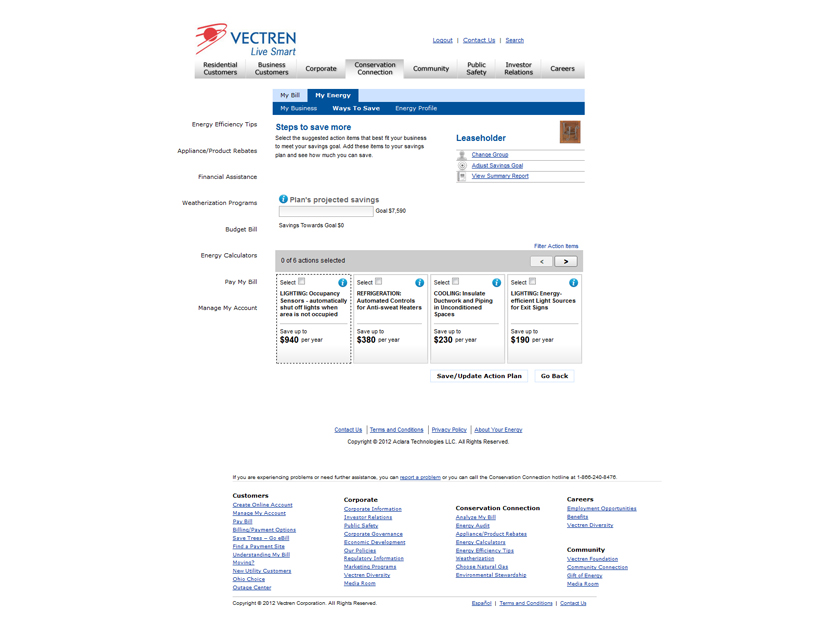 VECTREN
Live Smart
Logout | Contact Us | Search
Residential Customers
Business Customers
Corporate
Conservation Connection
Community
Public Safety
Investor Relations
Careers
My Bill
My Energy
My Business
Ways To Save
Energy Profile
Energy Efficiency Tips
Appliance/Product Rebates
Financial Assistance
Weatherization Programs
Budget Bill
Energy Calculators
Pay My Bill
Manage My Account
Steps to save more
Select the suggested action items that best fit your business
to meet your savings goal. Add these items to your savings
plan and see how much you can save.
Leaseholder
Change Group
Adjust Savings Goal
View Summary Report
Plan's projected savings
Goal $7,590
Savings Towards Goal $0
Filter Action Items
0 of 6 actions selected
< >
Select
LIGHTING: Occupancy
Sensors - automatically
shut off lights when
area is not occupied
Save up to
$940 per year
Select
REFRIGERATION:
Automated Controls
for Anti-sweat Heaters
Save up to
$380 per year
Select
COOLING: Insulate
Ductwork and Piping
in Unconditioned
Spaces
Save up to
$230 per year
Select
LIGHTING: Energy-
efficient Light Sources
for Exit Signs
Save up to
$190 per year
Save/Update Action Plan
Go Back
Contact Us | Terms and Conditions | Privacy Policy | About Your Energy
Copyright © 2012 Aclara Technologies LLC. All Rights Reserved.
If you are experiencing problems or need further assistance, you can report a problem or you can call the Conservation Connection hotline at 1-866-240-8476.
Customers
Create Online Account
Manage My Account
Pay Bill
Billing/Payment Options
Save Trees -- Go eBill
Find a Payment Site
Understanding My Bill
Moving?
New Utility Customers
Ohio Choice
Outage Center
Corporate
Corporate Information
Investor Relations
Public Safety
Corporate Governance
Economic Development
Our Policies
Regulatory Information
Marketing Programs
Vectren Diversity
Media Room
Conservation Connection
Analyze My Bill
Energy Audit
Appliance/Product Rebates
Energy Calculators
Energy Efficiency Tips
Weatherization
Choose Natural Gas
Environmental Stewardship
Careers
Employment Opportunities
Benefits
Vectren Diversity
Community
Vectren Foundation
Community Connection
Gift of Energy
Media Room
Copyright © 2012 Vectren Corporation. All Rights Reserved.
Español | Terms and Conditions | Contact Us